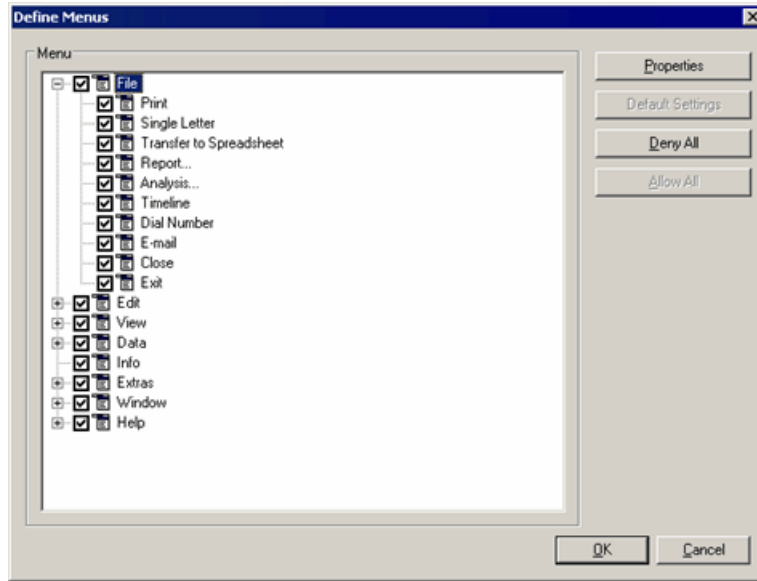 Define Menus
Menu
File
Print
Single Letter
Transfer to Spreadsheet
Report...
Analysis...
Timeline
Dial Number
E-mail
Close
Exit
Edit
View
Data
Info
Extras
Window
Help
Properties
Default Settings
Deny All
Allow All
OK
Cancel